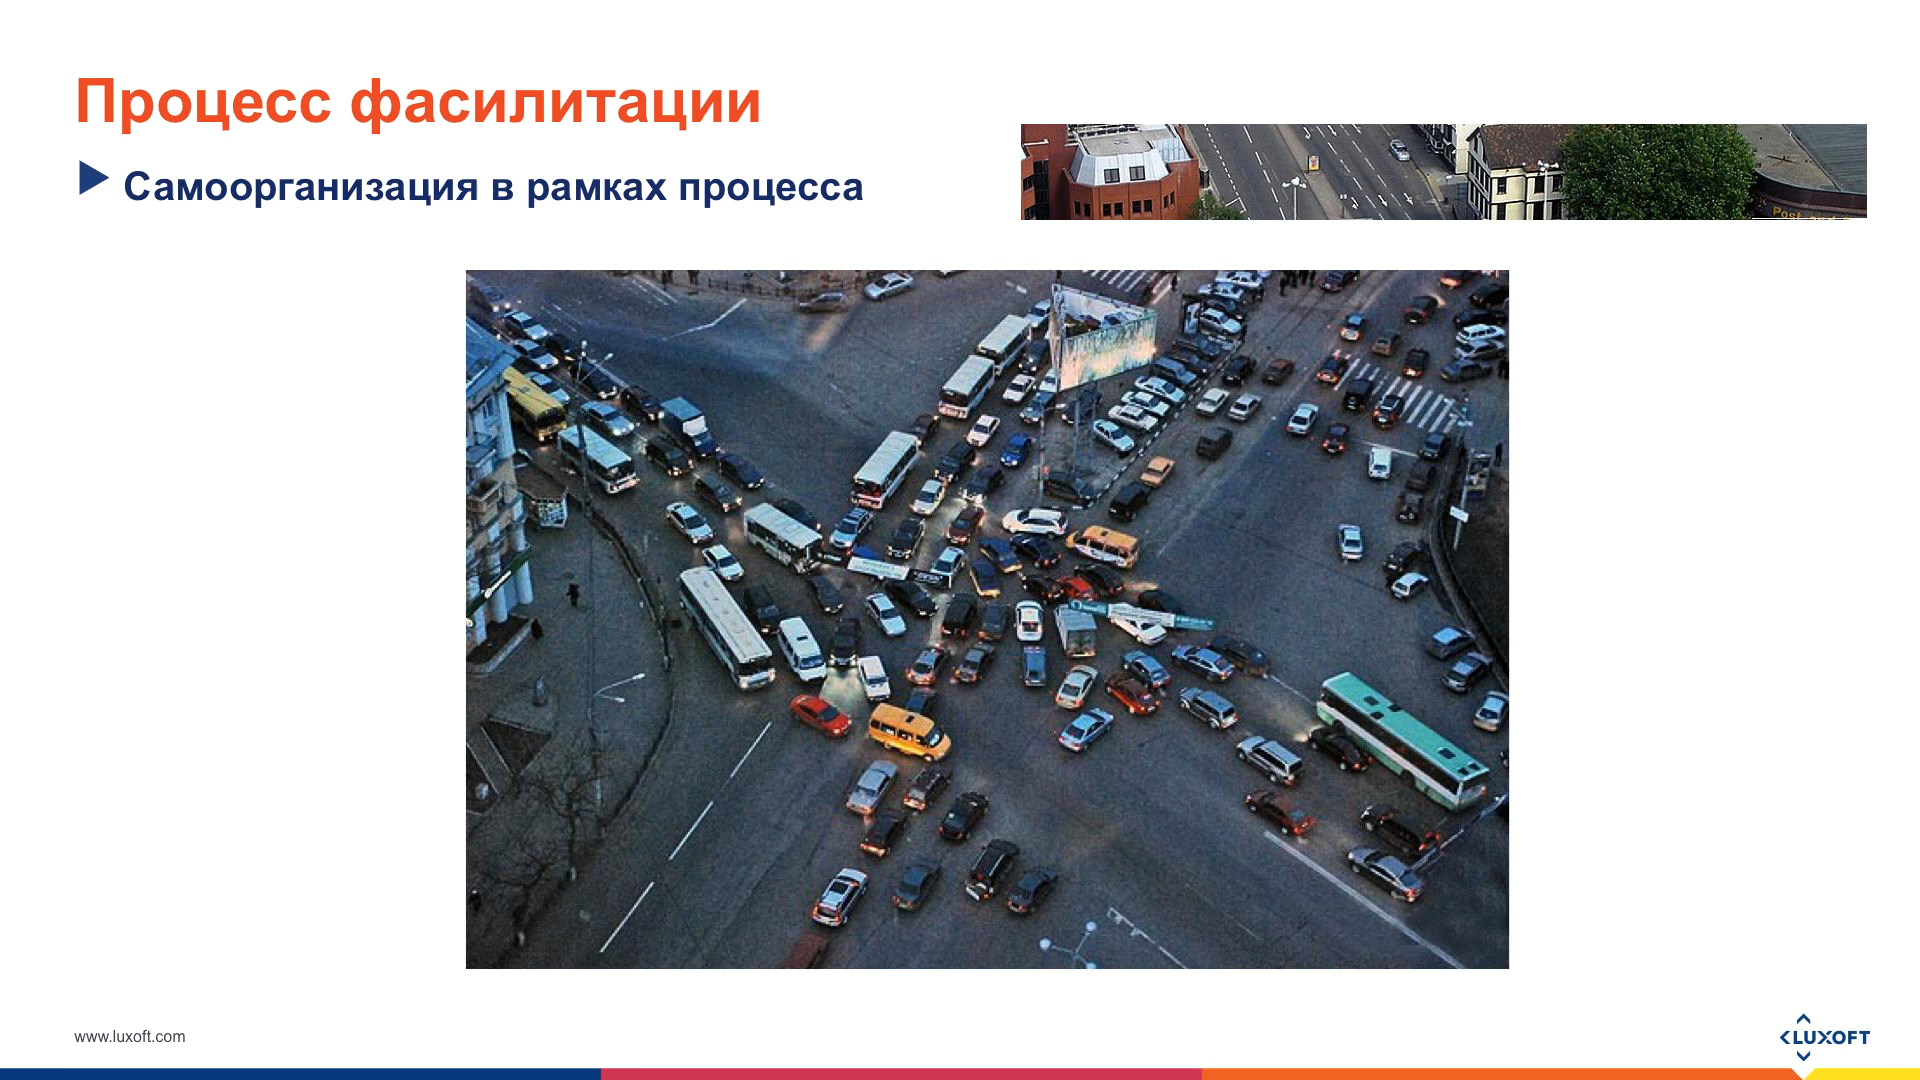 Процесс фасилитации
Самоорганизация в рамках процесса
www.luxoft.com
LUXOFT